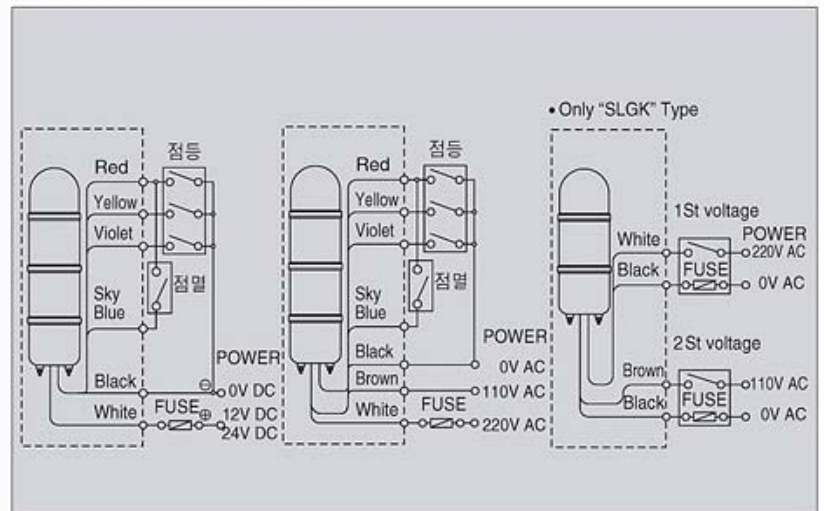 Red
Yellow
Violet
Sky
Blue
Black
White
점등
점멸
POWER
⊖
0V DC
FUSE
⊕
12V DC
24V DC
Red
Yellow
Violet
Sky
Blue
Black
Brown
White
점등
점멸
POWER
0V AC
110V AC
FUSE
220V AC
• Only "SLGK" Type
1St voltage
White
POWER
220V AC
Black
FUSE
0V AC
2St voltage
Brown
110V AC
Black
FUSE
0V AC